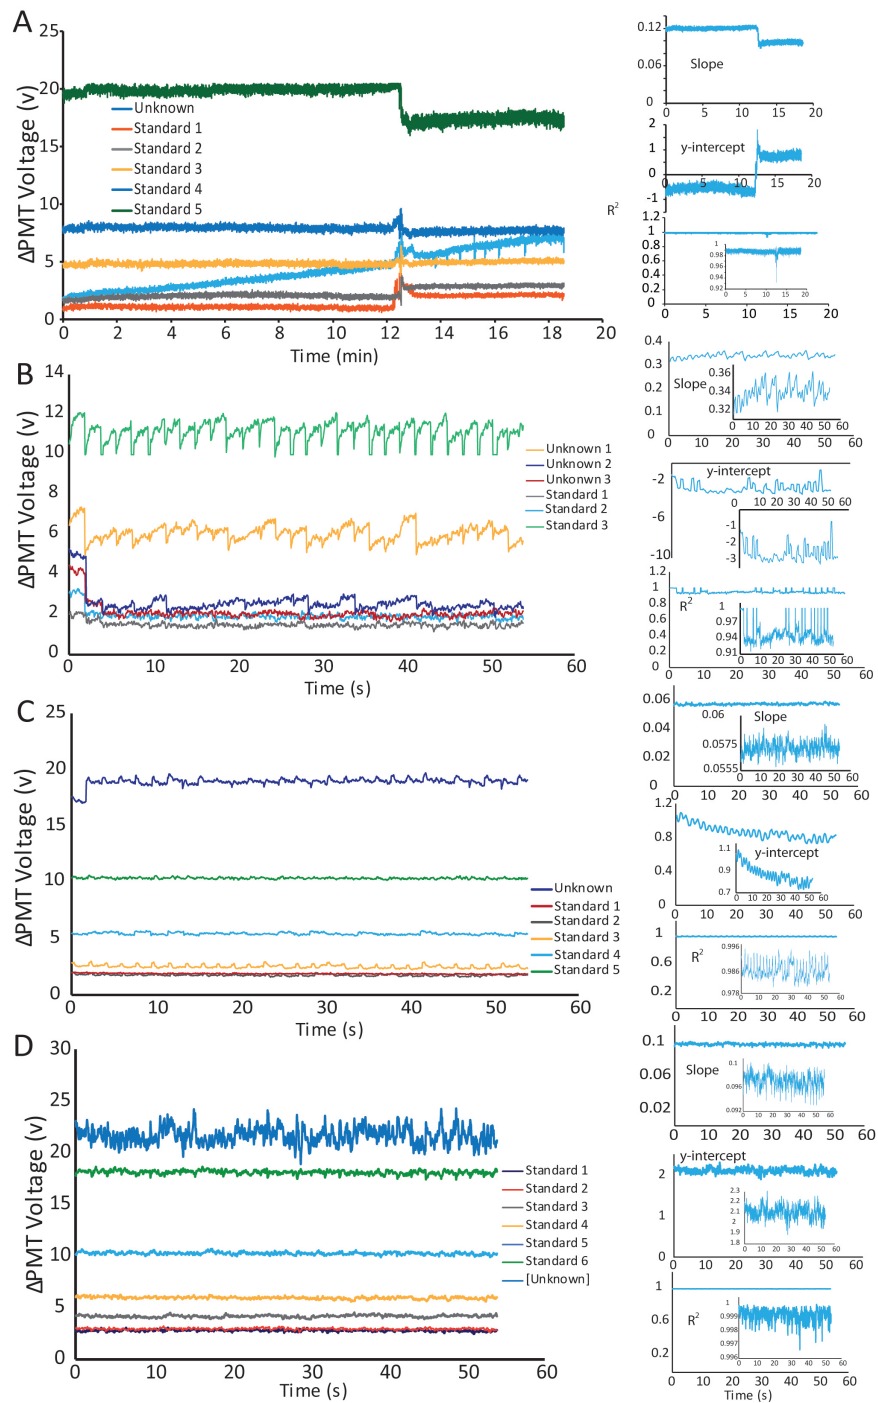 A
25
20
15
10
5
0
ΔPMT Voltage (v)
Unknown
Standard 1
Standard 2
Standard 3
Standard 4
Standard 5
0 2 4 6 8 10 12 14 16 18 20
Time (min)
0.12
0.06
0
Slope
0 5 10 15 20
2
1
0
-1
y-intercept
0 5 10 15 20
R2
1.2
1
0.8
0.6
0.4
0.2
0
1
0.98
0.96
0.94
0.92
0 5 10 15 20
0 5 10 15 20
B
14
12
10
8
6
4
2
0
ΔPMT Voltage (v)
Unknown 1
Unknown 2
Unkonwn 3
Standard 1
Standard 2
Standard 3
0 10 20 30 40 50 60
Time (s)
0.4
0.3
0.2
0.1
0
Slope
0.36
0.34
0.32
0 10 20 30 40 50 60
0 10 20 30 40 50 60
-2
-6
-10
y-intercept
0 10 20 30 40 50 60
-1
-2
-3
1.2
1
0.8
0.6
0.4
0.2
0
R2
1
0.97
0.94
0.91
0 10 20 30 40 50 60
0 10 20 30 40 50 60
C
25
20
15
10
5
0
ΔPMT Voltage (v)
Unknown
Standard 1
Standard 2
Standard 3
Standard 4
Standard 5
0 10 20 30 40 50 60
Time (s)
0.06
0.04
0.02
0
Slope
0.06
0.0575
0.0555
0 10 20 30 40 50 60
0 10 20 30 40 50 60
1.2
0.8
0.4
0
y-intercept
1.1
0.9
0.7
0 10 20 30 40 50 60
0 10 20 30 40 50 60
1
0.6
0.2
R2
0.996
0.986
0.978
0 10 20 30 40 50 60
0 10 20 30 40 50 60
D
30
25
20
15
10
5
0
ΔPMT Voltage (v)
Standard 1
Standard 2
Standard 3
Standard 4
Standard 5
Standard 6
[Unknown]
0 10 20 30 40 50 60
Time (s)
0.1
0.06
0.02
Slope
0.1
0.096
0.092
0 10 20 30 40 50 60
0 10 20 30 40 50 60
y-intercept
2
1
0
2.3
2.2
2.1
2
1.9
1.8
0 10 20 30 40 50 60
0 10 20 30 40 50 60
1
0.6
0.2
R2
1
0.999
0.997
0.996
0 10 20 30 40 50 60
0 10 20 30 40 50 60
Time (s)